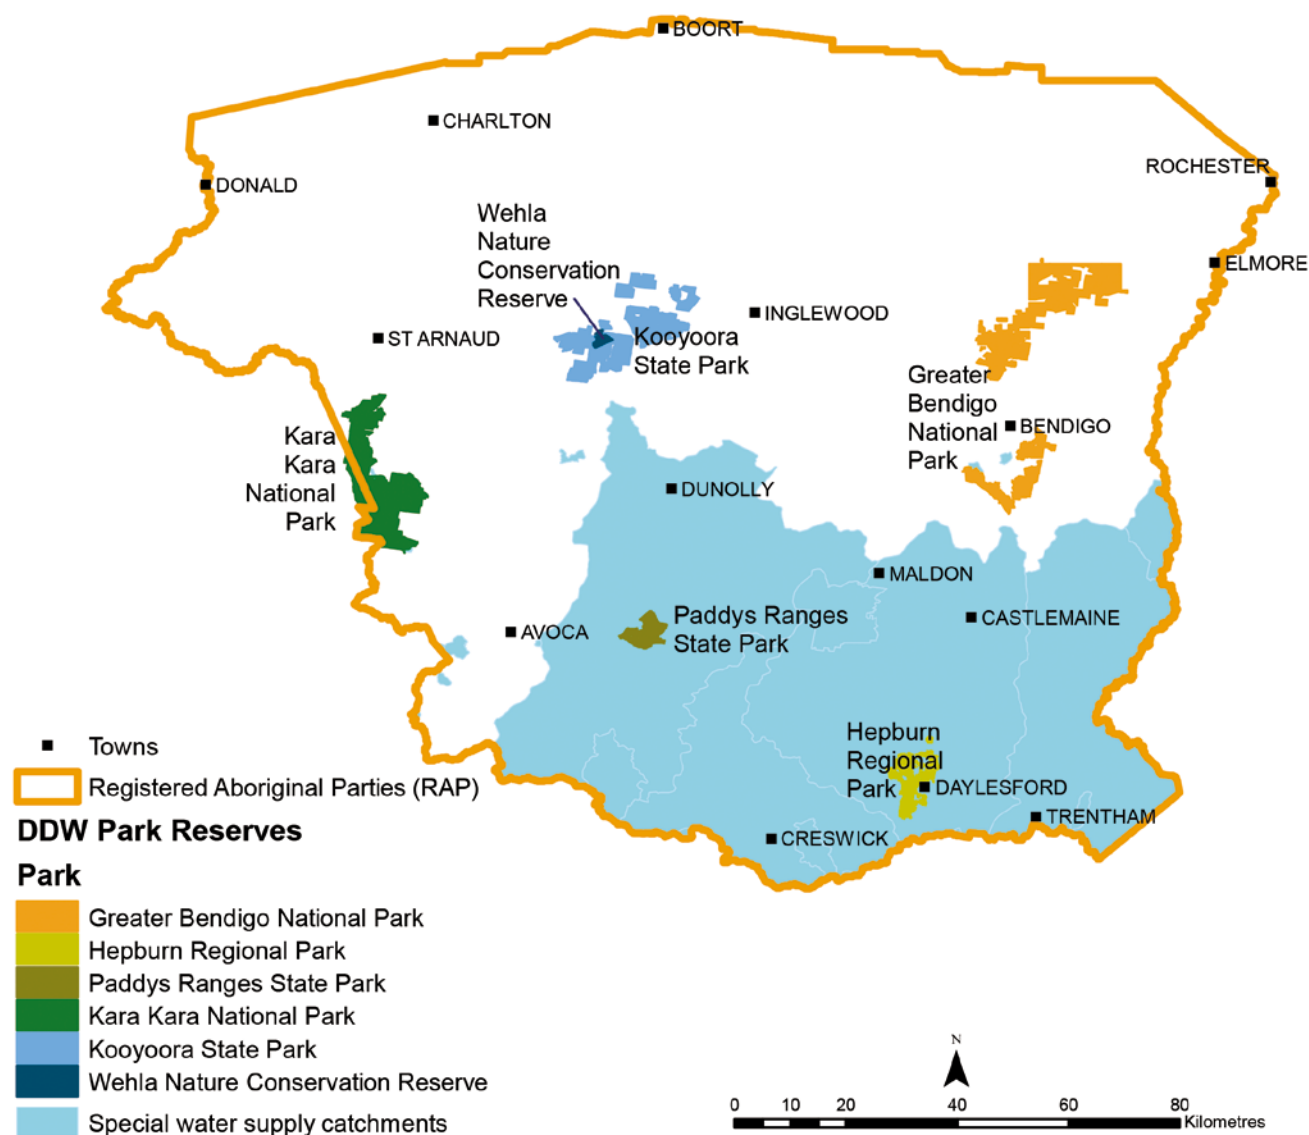 BOORT
CHARLTON
ROCHESTER
DONALD
Wehla
Nature
Conservation
Reserve
ELMORE
INGLEWOOD
ST ARNAUD
Kooyoora
State Park
Greater
Bendigo
National
Park
BENDIGO
Kara
Kara
National
Park
DUNOLLY
MALDON
CASTLEMAINE
Paddys Ranges
State Park
AVOCA
Hepburn
Regional
Park
DAYLESFORD
TRENTHAM
CRESWICK
Towns
Registered Aboriginal Parties (RAP)
DDW Park Reserves
Park
Greater Bendigo National Park
Hepburn Regional Park
Paddys Ranges State Park
Kara Kara National Park
Kooyoora State Park
Wehla Nature Conservation Reserve
Special water supply catchments
N
0 10 20 40 60 80
Kilometres